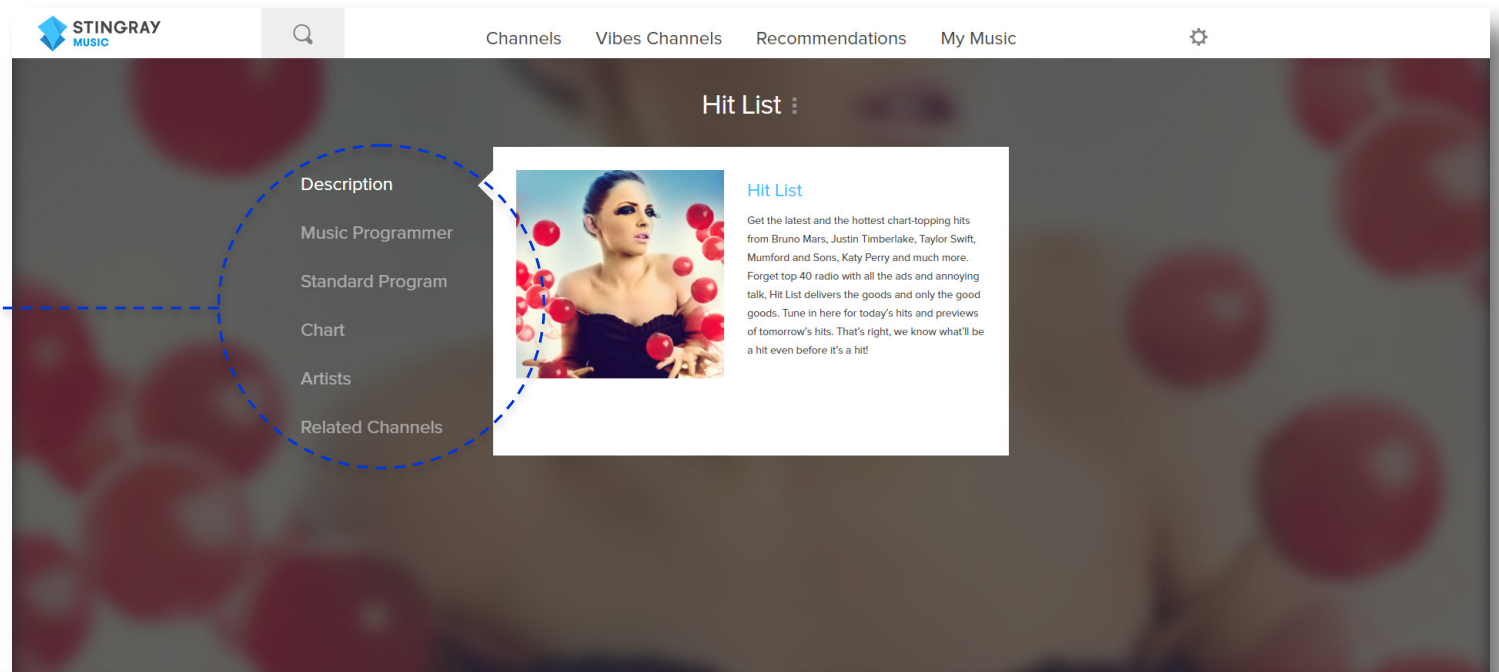 STINGRAY
MUSIC
Channels
Vibes Channels
Recommendations
My Music
Hit List
Description
Music Programmer
Standard Program
Chart
Artists
Related Channels
Hit List
Get the latest and the hottest chart-topping hits
from Bruno Mars, Justin Timberlake, Taylor Swift,
Mumford and Sons, Katy Perry and much more.
Forget top 40 radio with all the ads and annoying
talk, Hit List delivers the goods and only the good
goods. Tune in here for today's hits and previews
of tomorrow's hits. That's right, we know what'll be
a hit even before it's a hit!